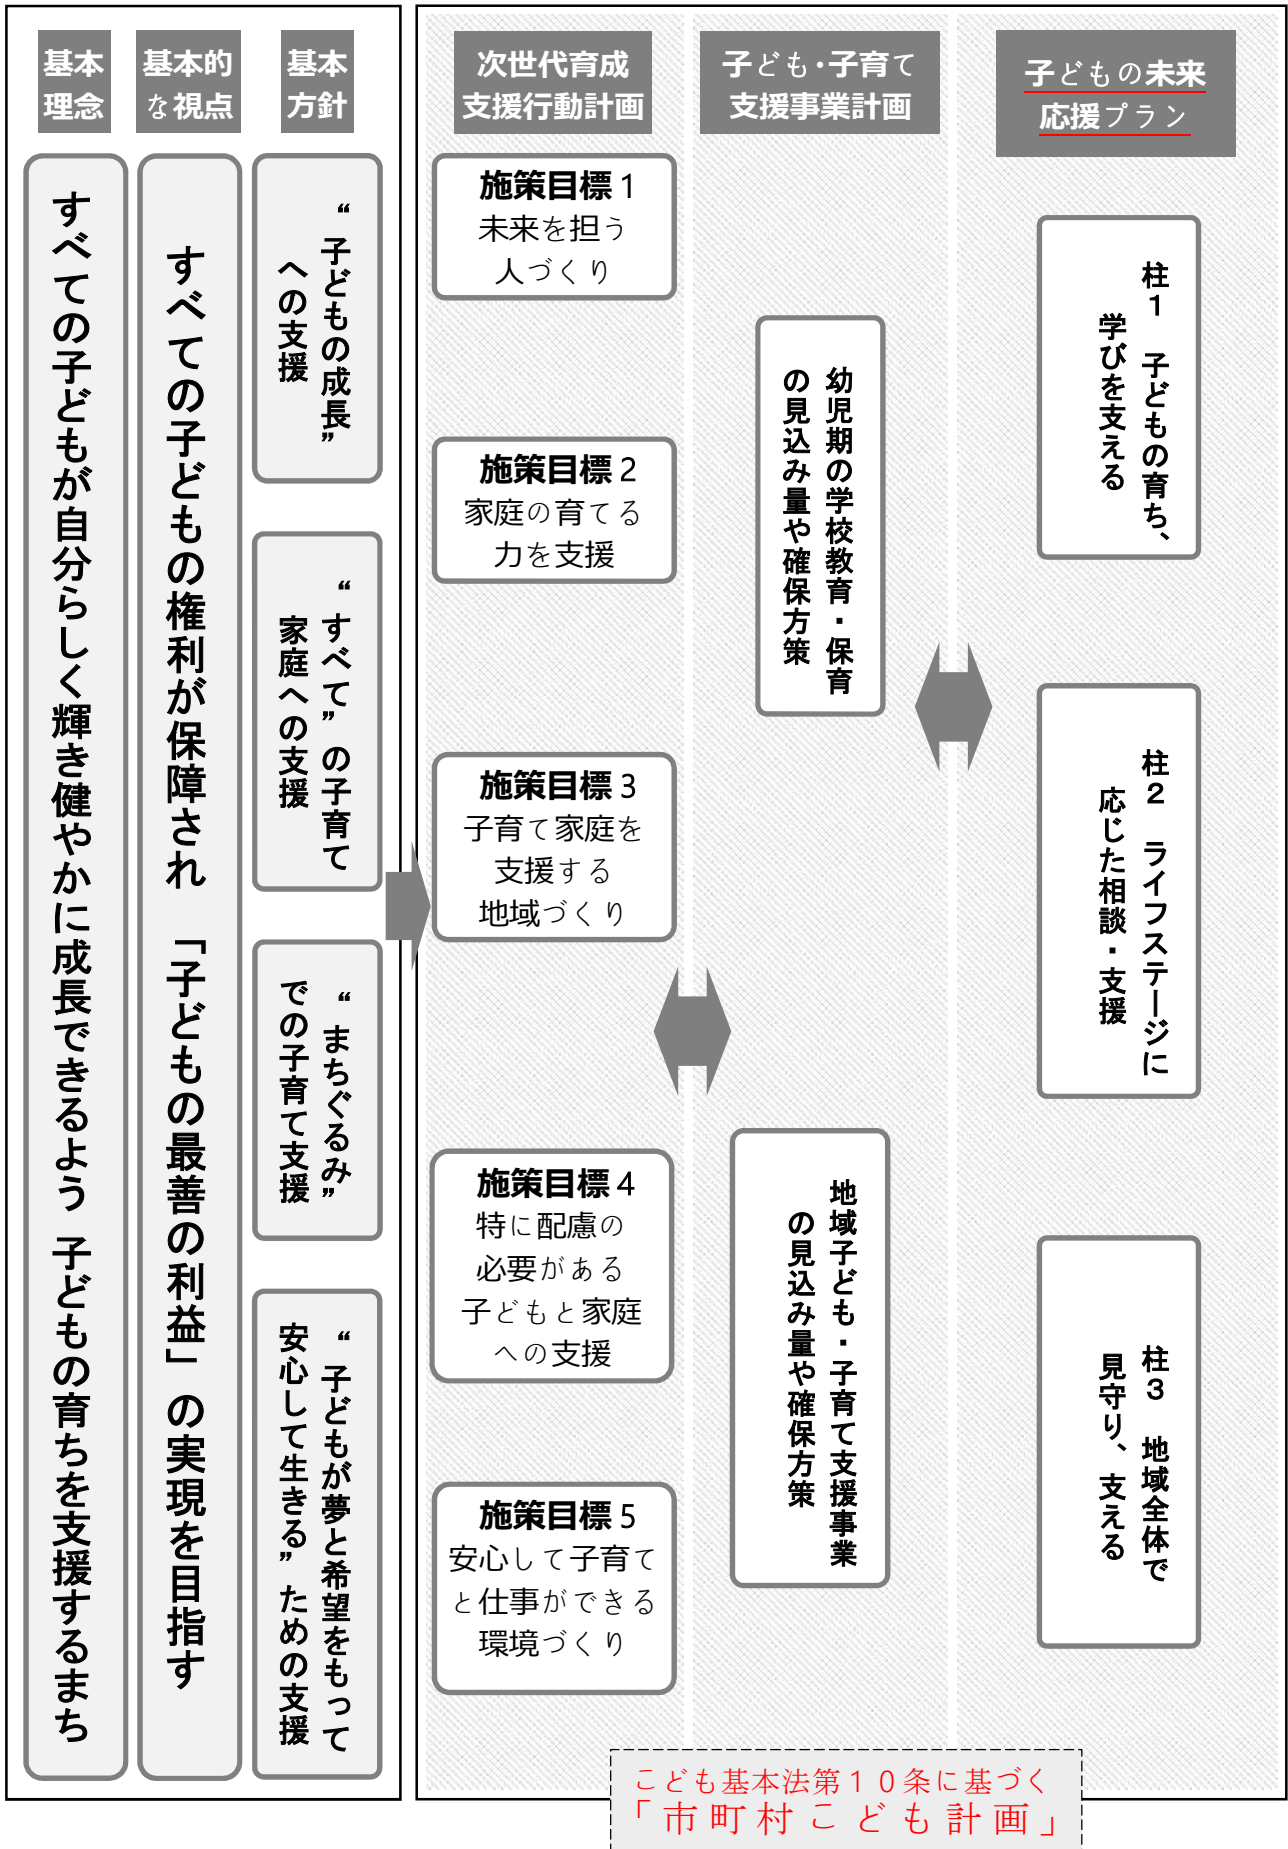 基本
理念
基本的
な視点
基本
方針
次世代育成
支援行動計画
子ども・子育て
支援事業計画
子どもの未来
応援プラン
すべての子どもが自分らしく輝き健やかに成長できるよう 子どもの育ちを支援するまち
すべての子どもの権利が保障され 「子どもの最善の利益」の実現を目指す
“子どもの成長”
への支援
“すべて”の子育て
家庭への支援
“まちぐるみ”
での子育て支援
“子どもが夢と希望をもって
安心して生きる”ための支援
施策目標1
未来を担う
人づくり
施策目標2
家庭の育てる
力を支援
施策目標3
子育て家庭を
支援する
地域づくり
施策目標4
特に配慮の
必要がある
子どもと家庭
への支援
施策目標5
安心して子育て
と仕事ができる
環境づくり
幼児期の学校教育・保育
の見込み量や確保方策
地域子ども・子育て支援事業
の見込み量や確保方策
柱1 子どもの育ち、
学びを支える
柱2 ライフステージに
応じた相談・支援
柱3 地域全体で
見守り、支える
こども基本法第10条に基づく
「市町村こども計画」